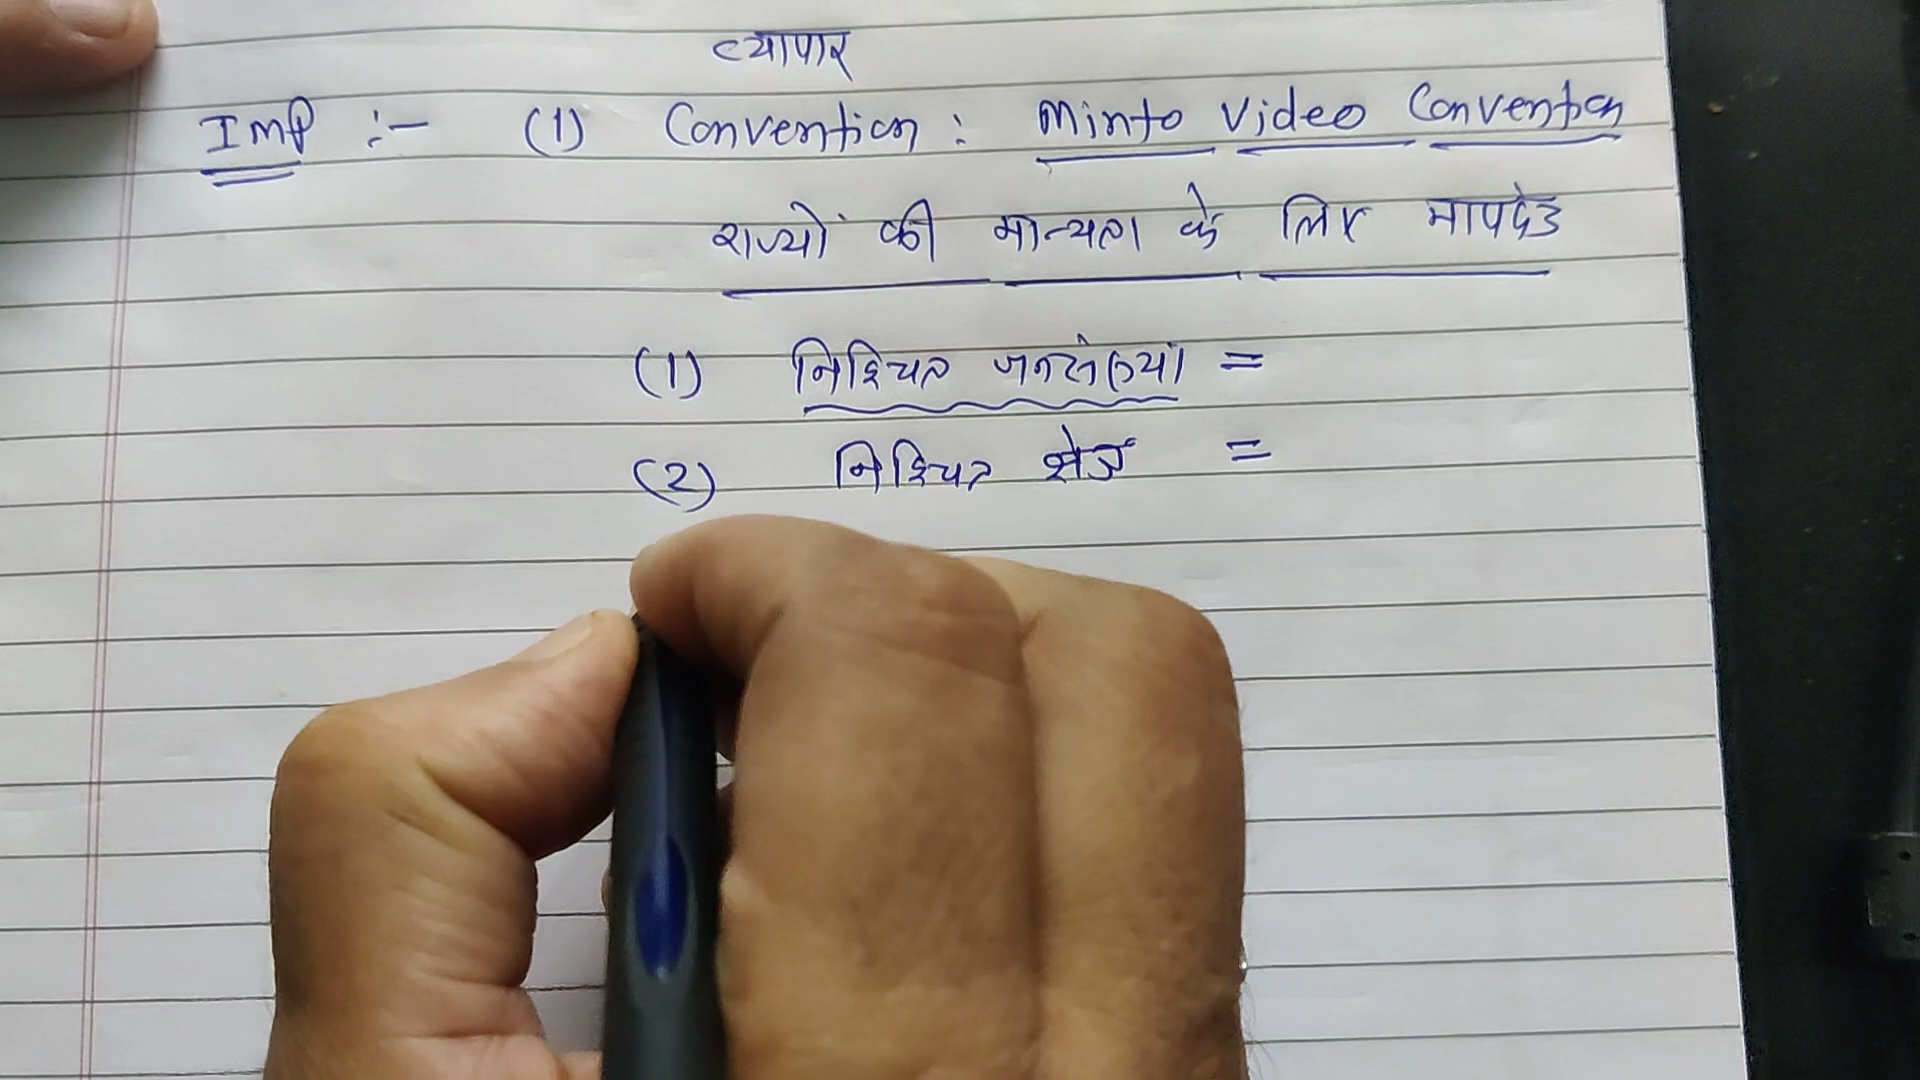 व्यापार
Imp :- (1) Convention : Minto Video Convention
राज्यों की मान्यता के लिए मापदंड
(1) निश्चित जनसंख्या =
(2) निश्चित क्षेत्र =